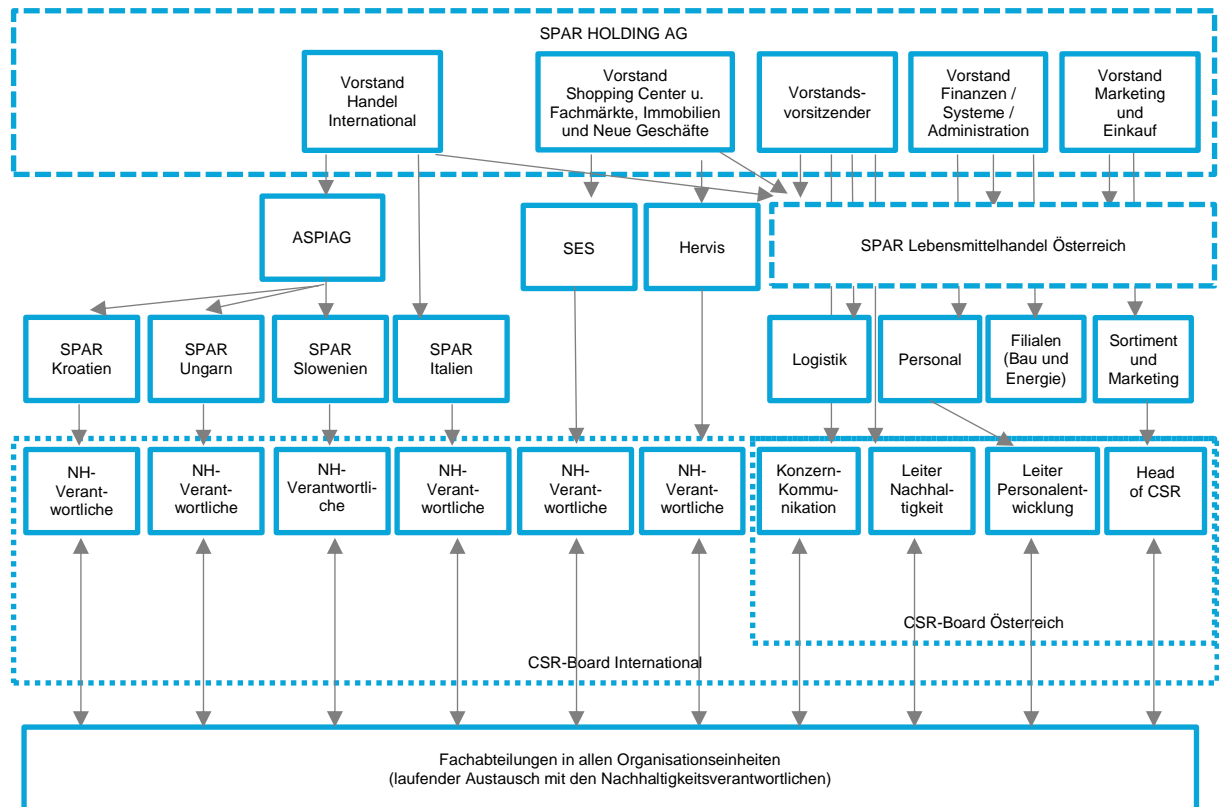 SPAR HOLDING AG
Vorstand
Handel
International
Vorstand
Shopping Center u.
Fachmärkte, Immobilien
und Neue Geschäfte
Vorstands-
vorsitzender
Vorstand
Finanzen /
Systeme /
Administration
Vorstand
Marketing
und
Einkauf
ASPIAG
SES
Hervis
SPAR Lebensmittelhandel Österreich
SPAR
Kroatien
SPAR
Ungarn
SPAR
Slowenien
SPAR
Italien
Logistik
Personal
Filialen
(Bau und
Energie)
Sortiment
und
Marketing
NH-
Verant-
wortliche
NH-
Verant-
wortliche
NH-
Verantwortli-
che
NH-
Verant-
wortliche
NH-
Verant-
wortliche
NH-
Verant-
wortliche
Konzern-
Kommu-
nikation
Leiter
Nachhal-
tigkeit
Leiter
Personalent-
wicklung
Head
of CSR
CSR-Board Österreich
CSR-Board International
Fachabteilungen in allen Organisationseinheiten
(laufender Austausch mit den Nachhaltigkeitsverantwortlichen)